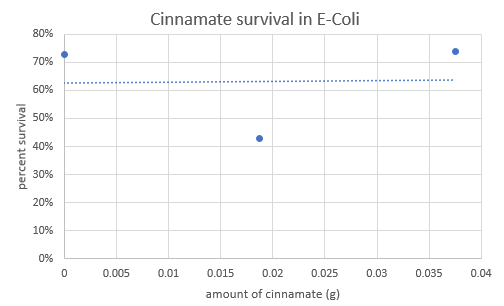 Cinnamate survival in E-Coli
80%
70%
60%
50%
40%
30%
20%
10%
0%
percent survival
0 0.005 0.01 0.015 0.02 0.025 0.03 0.035 0.04
amount of cinnamate (g)